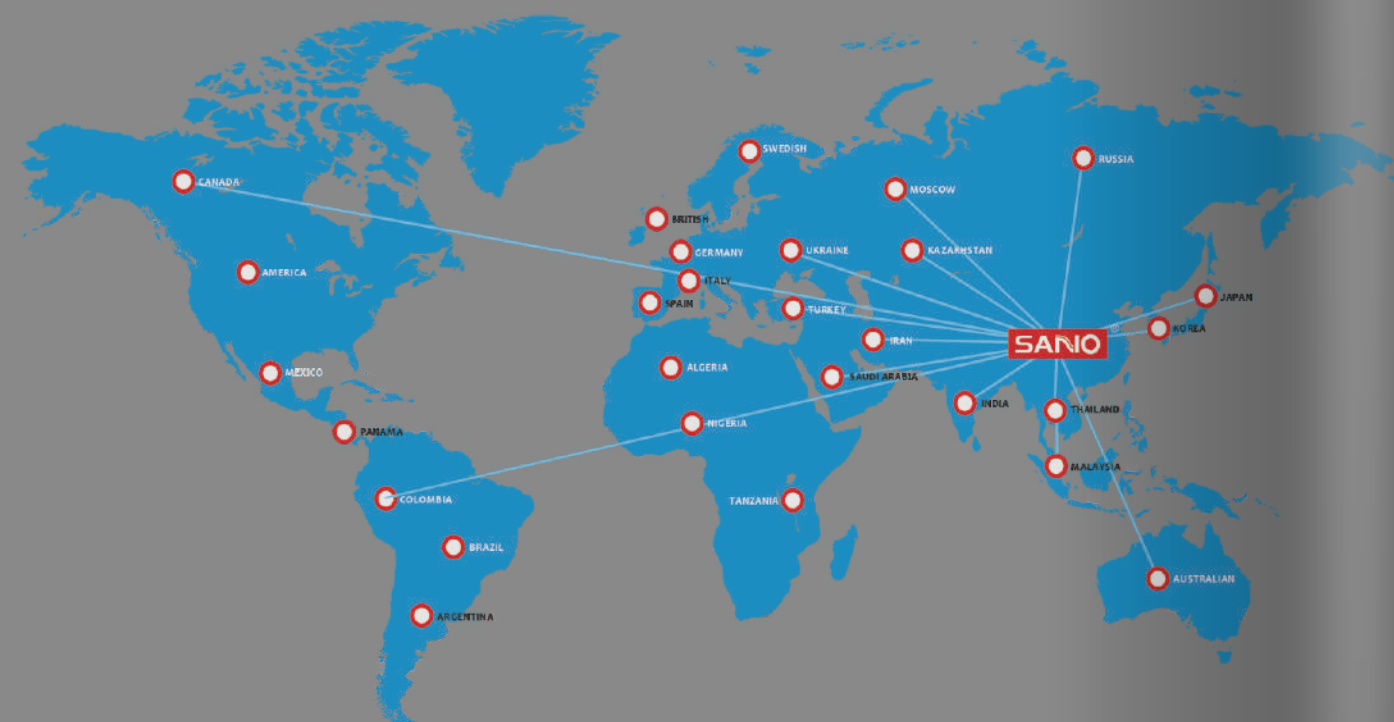 SWEDISH
RUSSIA
CANADA
MOSCOW
BRITISH
GERMANY
UKRAINE
KAZAKHSTAN
AMERICA
ITALY
SPAIN
TURKEY
JAPAN
KOREA
IRAN
SANIO®
MEXICO
ALGERIA
SAUDI ARABIA
INDIA
THAILAND
NIGERIA
PANAMA
MALAYSIA
COLOMBIA
TANZANIA
BRAZIL
AUSTRALIAN
ARGENTINA